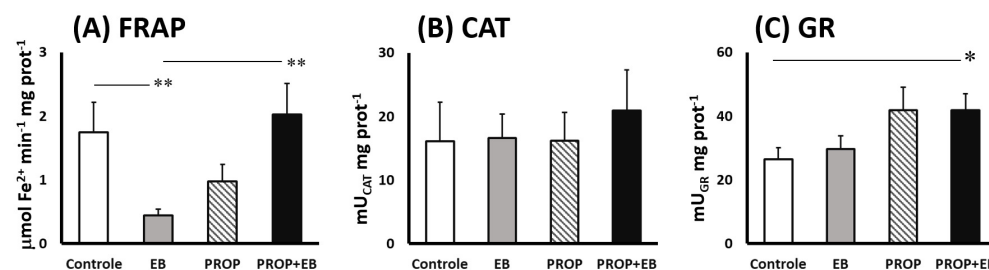 (A) FRAP
μmol Fe²⁺ min⁻¹ mg prot⁻¹
3
2
1
0
**
**
Controle EB PROP PROP+EB
(B) CAT
mU_CAT mg prot⁻¹
30
20
10
0
Controle EB PROP PROP+EB
(C) GR
mU_GR mg prot⁻¹
60
40
20
0
*
Controle EB PROP PROP+EB